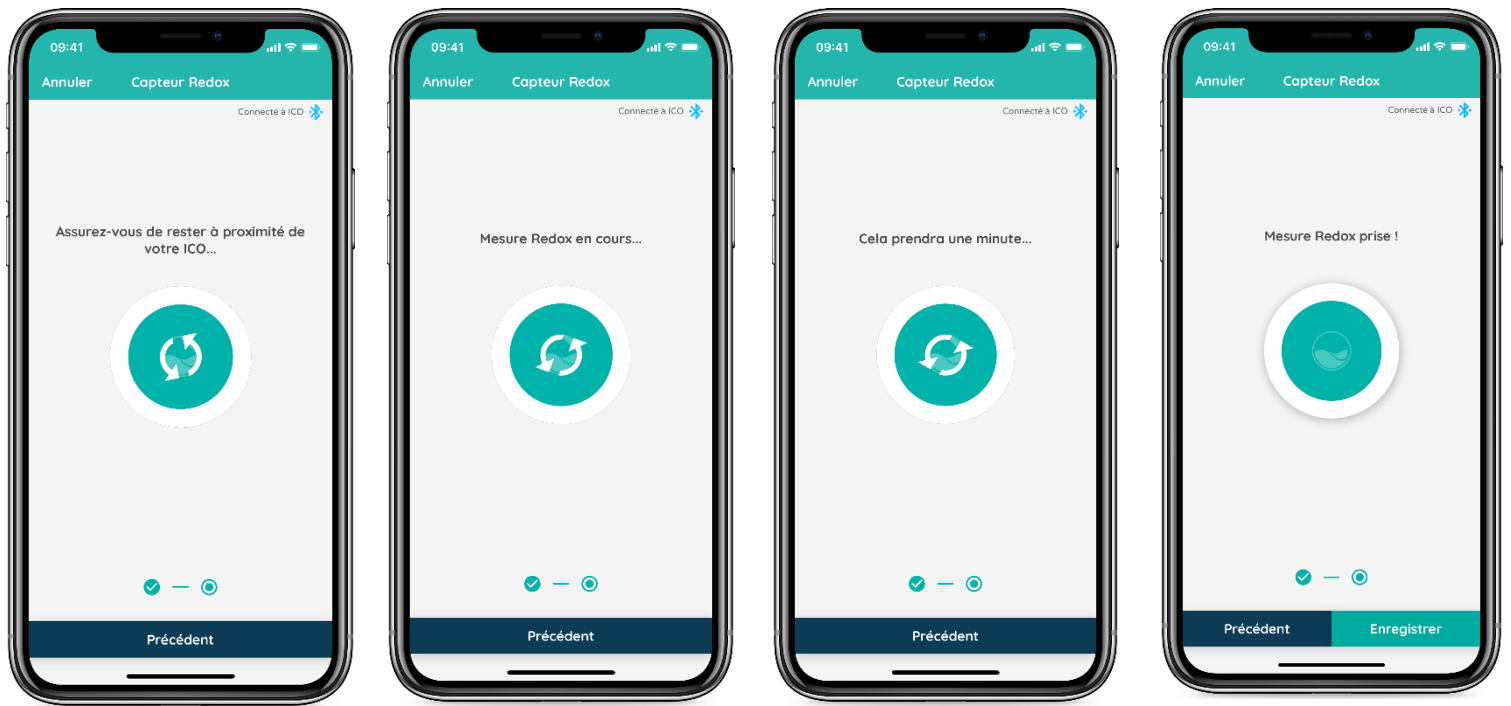 09:41
Annuler Capteur Redox
Connecté à ICO
Assurez-vous de rester à proximité de
votre ICO...
Précédent
09:41
Annuler Capteur Redox
Connecté à ICO
Mesure Redox en cours...
Précédent
09:41
Annuler Capteur Redox
Connecté à ICO
Cela prendra une minute...
Précédent
09:41
Annuler Capteur Redox
Connecté à ICO
Mesure Redox prise !
Précédent Enregistrer